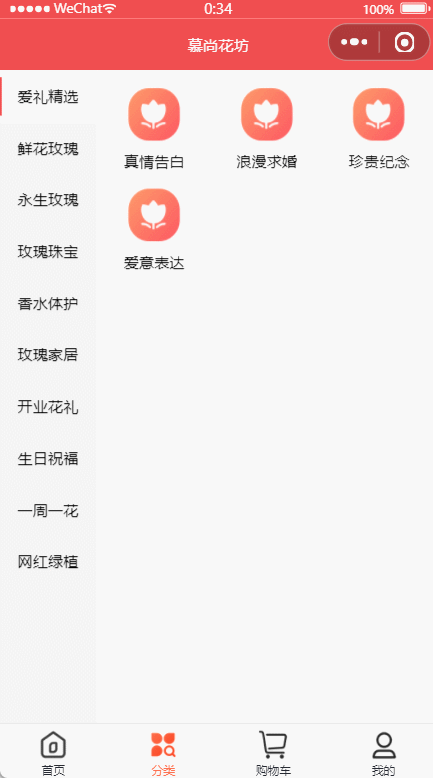 WeChat 0:34 100%
慕尚花坊
爱礼精选
鲜花玫瑰
永生玫瑰
玫瑰珠宝
香水体护
玫瑰家居
开业花礼
生日祝福
一周一花
网红绿植
真情告白 浪漫求婚 珍贵纪念
爱意表达
首页 分类 购物车 我的